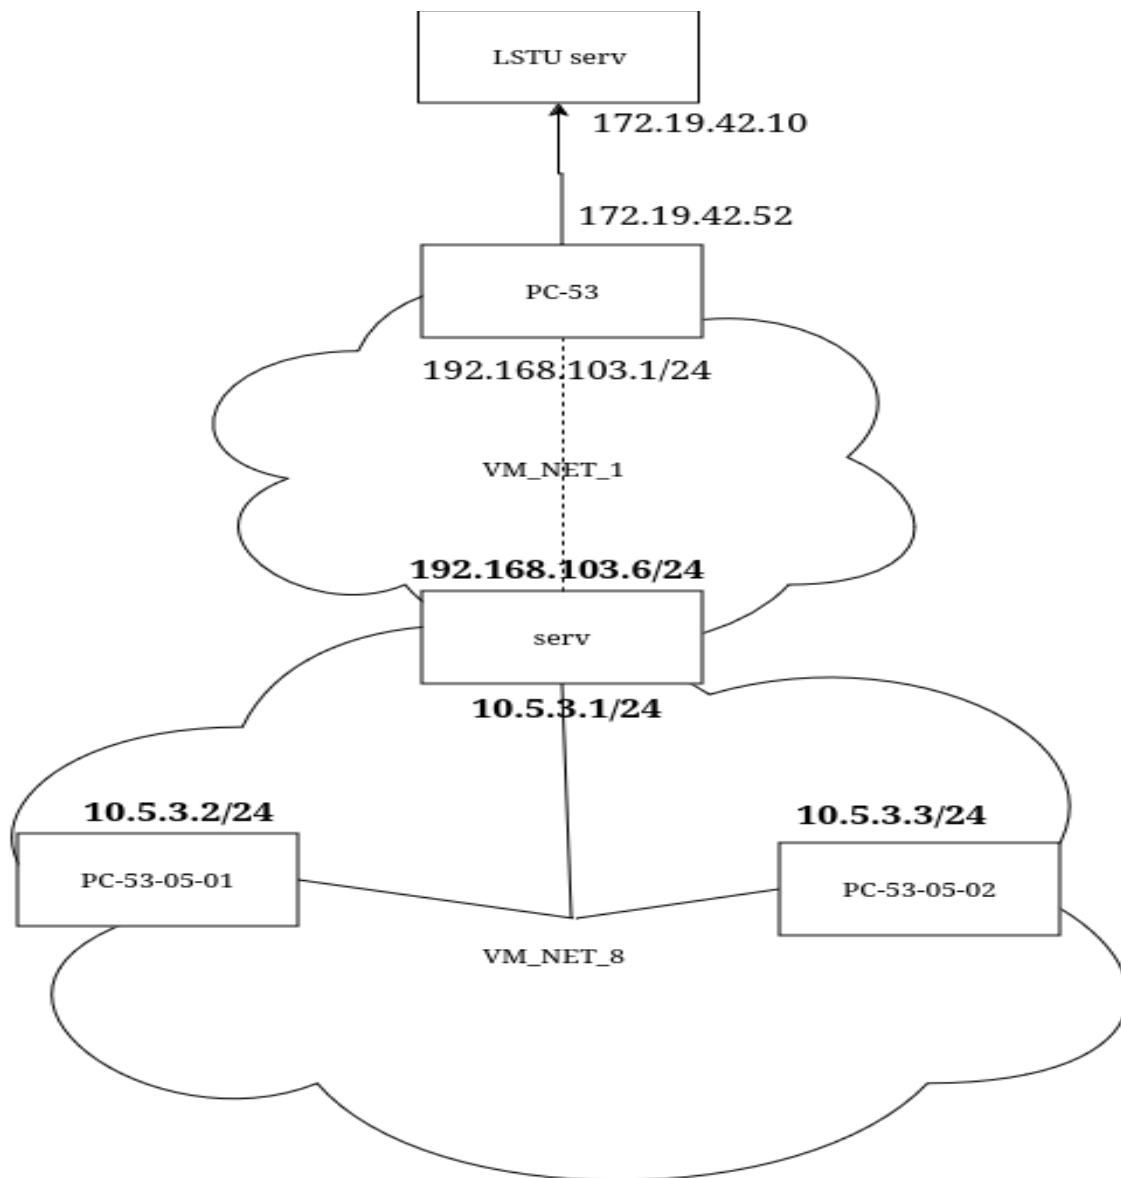 LSTU serv
172.19.42.10
172.19.42.52
PC-53
192.168.103.1/24
VM_NET_1
192.168.103.6/24
serv
10.5.3.1/24
10.5.3.2/24
10.5.3.3/24
PC-53-05-01
PC-53-05-02
VM_NET_8